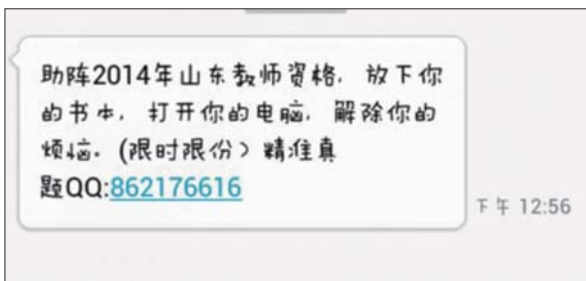 助阵2014年山东教师资格，放下你
的书本，打开你的电脑，解除你的
烦恼。(限时限份）精准真
题QQ:862176616
下午 12:56